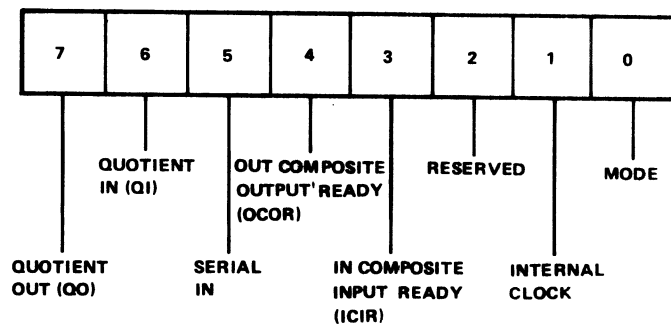 7 6 5 4 3 2 1 0
QUOTIENT OUT COMPOSITE RESERVED MODE
IN (QI) OUTPUT' READY
(OCOR)
QUOTIENT SERIAL IN COMPOSITE INTERNAL
OUT (QO) IN INPUT READY CLOCK
(ICIR)